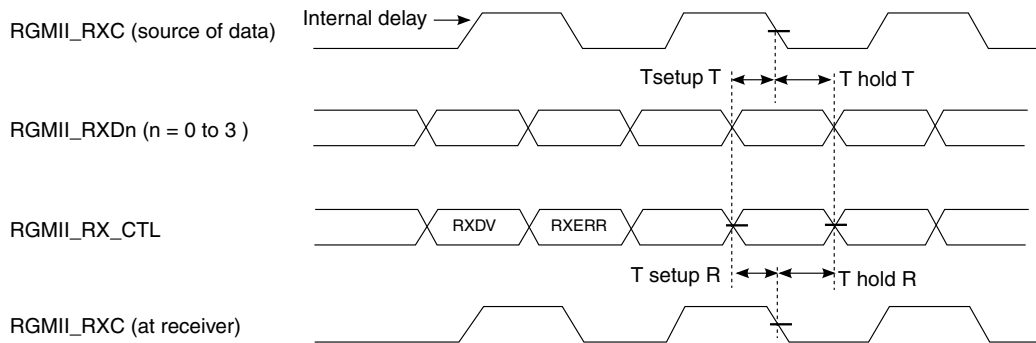 RGMII_RXC (source of data)
Internal delay
Tsetup T
T hold T
RGMII_RXDn (n = 0 to 3 )
RGMII_RX_CTL
RXDV
RXERR
T setup R
T hold R
RGMII_RXC (at receiver)